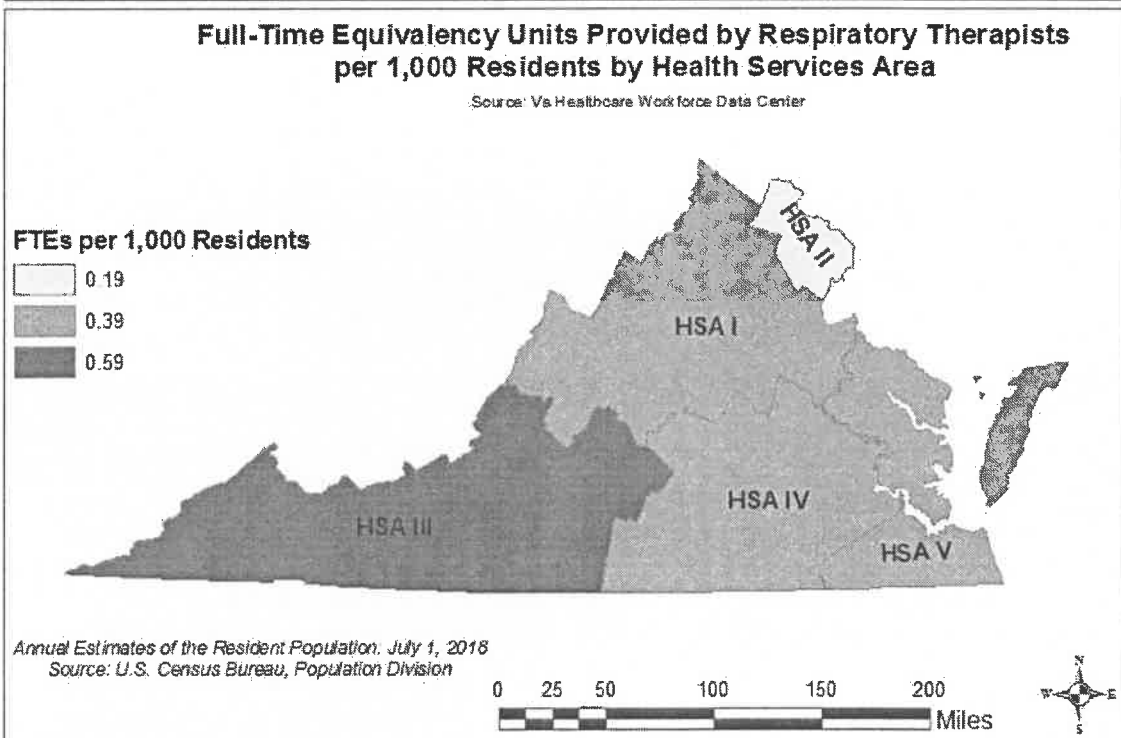 Full-Time Equivalency Units Provided by Respiratory Therapists
per 1,000 Residents by Health Services Area
Source: Va Healthcare Workforce Data Center
FTEs per 1,000 Residents
0.19
0.39
0.59
HSA II
HSA I
HSA III
HSA IV
HSA V
Annual Estimates of the Resident Population: July 1, 2018
Source: U.S. Census Bureau, Population Division
0 25 50 100 150 200
Miles
N
W E
S